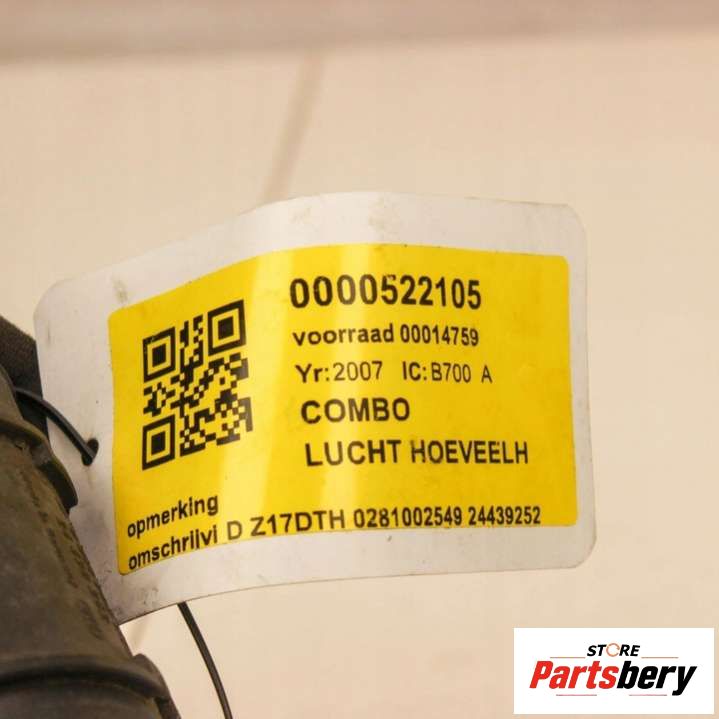 0000522105
voorraad 00014759
Yr:2007 IC:B700 A
COMBO
LUCHT HOEVEELH
opmerking
omschrijvi D Z17DTH 0281002549 24439252
STORE
Partsbery